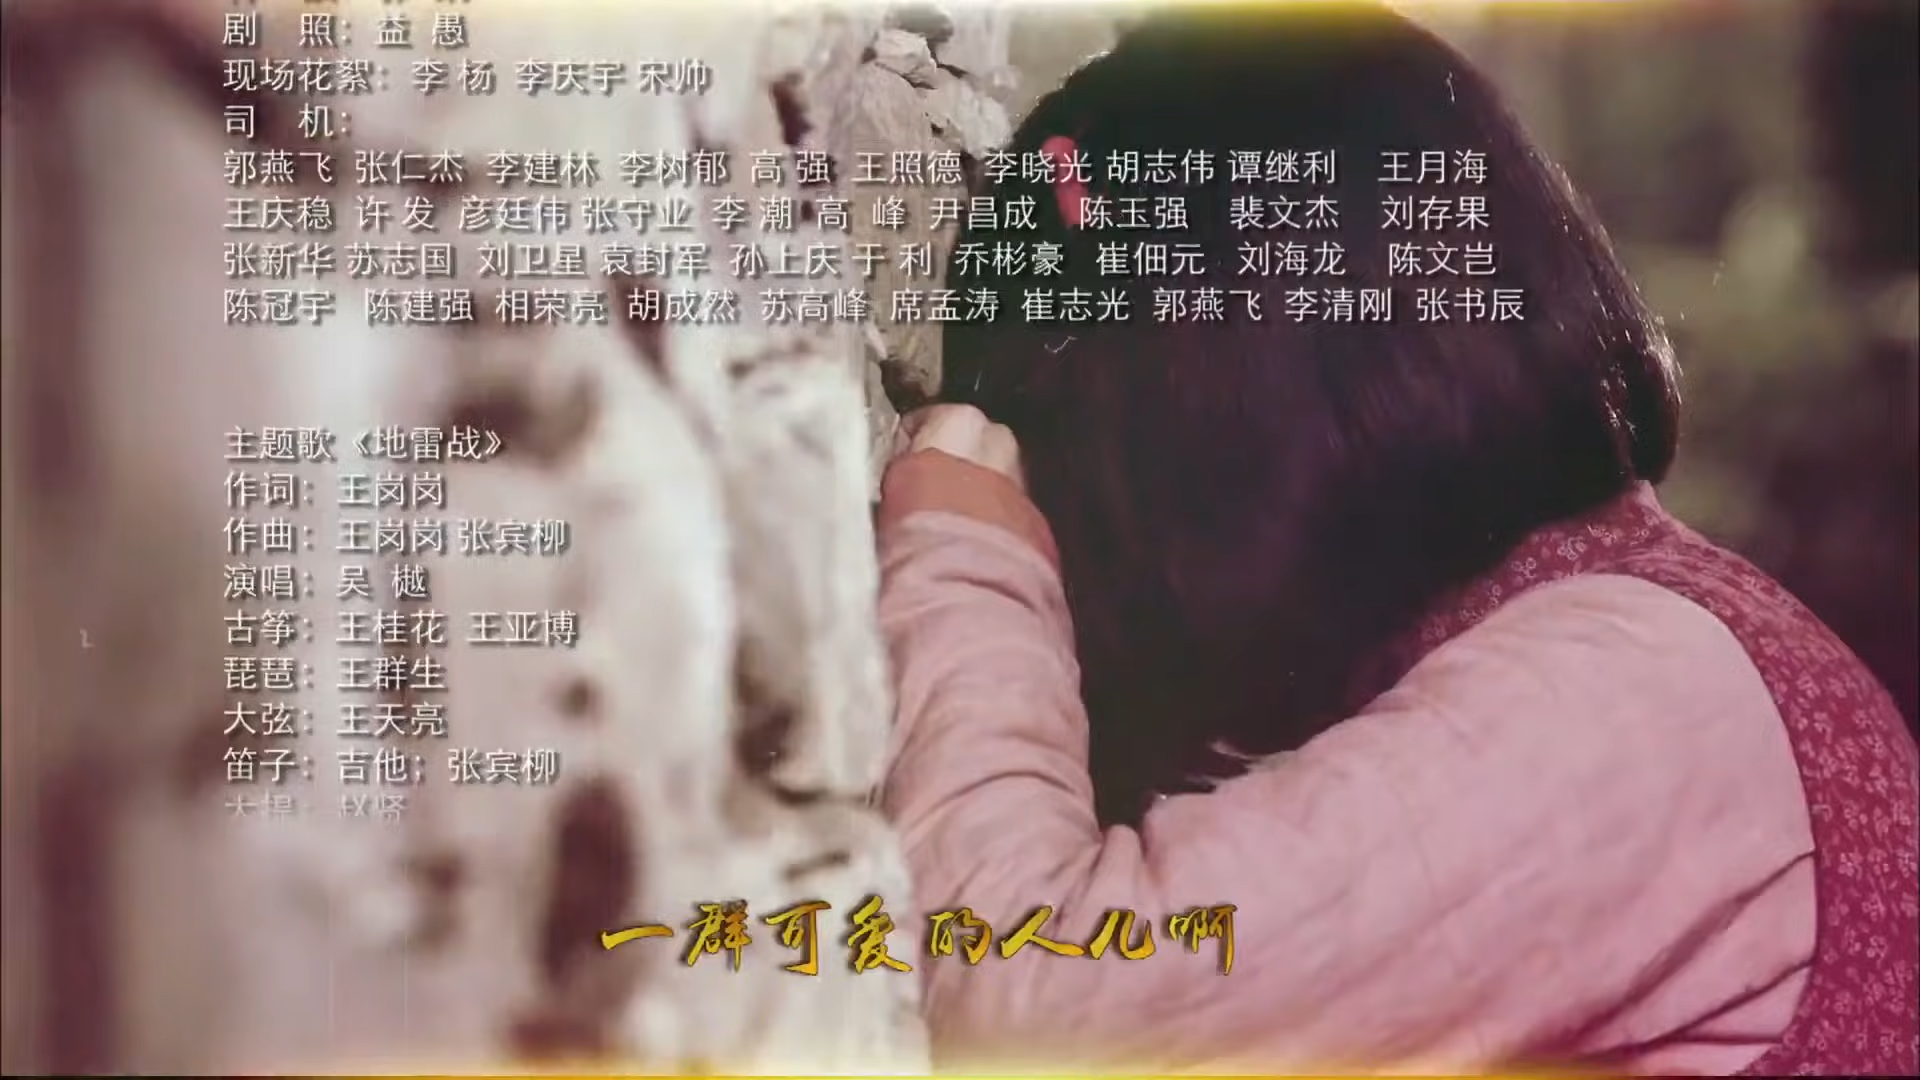 剧 照：益 愚
现场花絮：李 杨 李庆宇 宋帅
司 机：
郭燕飞 张仁杰 李建林 李树郁 高 强 王照德 李晓光 胡志伟 谭继利 王月海
王庆稳 许 发 彦廷伟 张守业 李 潮 高 峰 尹昌成 陈玉强 裴文杰 刘存果
张新华 苏志国 刘卫星 袁封军 孙上庆 于 利 乔彬豪 崔佃元 刘海龙 陈文岂
陈冠宇 陈建强 相荣亮 胡成然 苏高峰 席孟涛 崔志光 郭燕飞 李清刚 张书辰
主题歌《地雷战》
作词：王岗岗
作曲：王岗岗 张宾柳
演唱：吴 樾
古筝：王桂花 王亚博
琵琶：王群生
大弦：王天亮
笛子：吉他；张宾柳
一群可爱的人儿啊